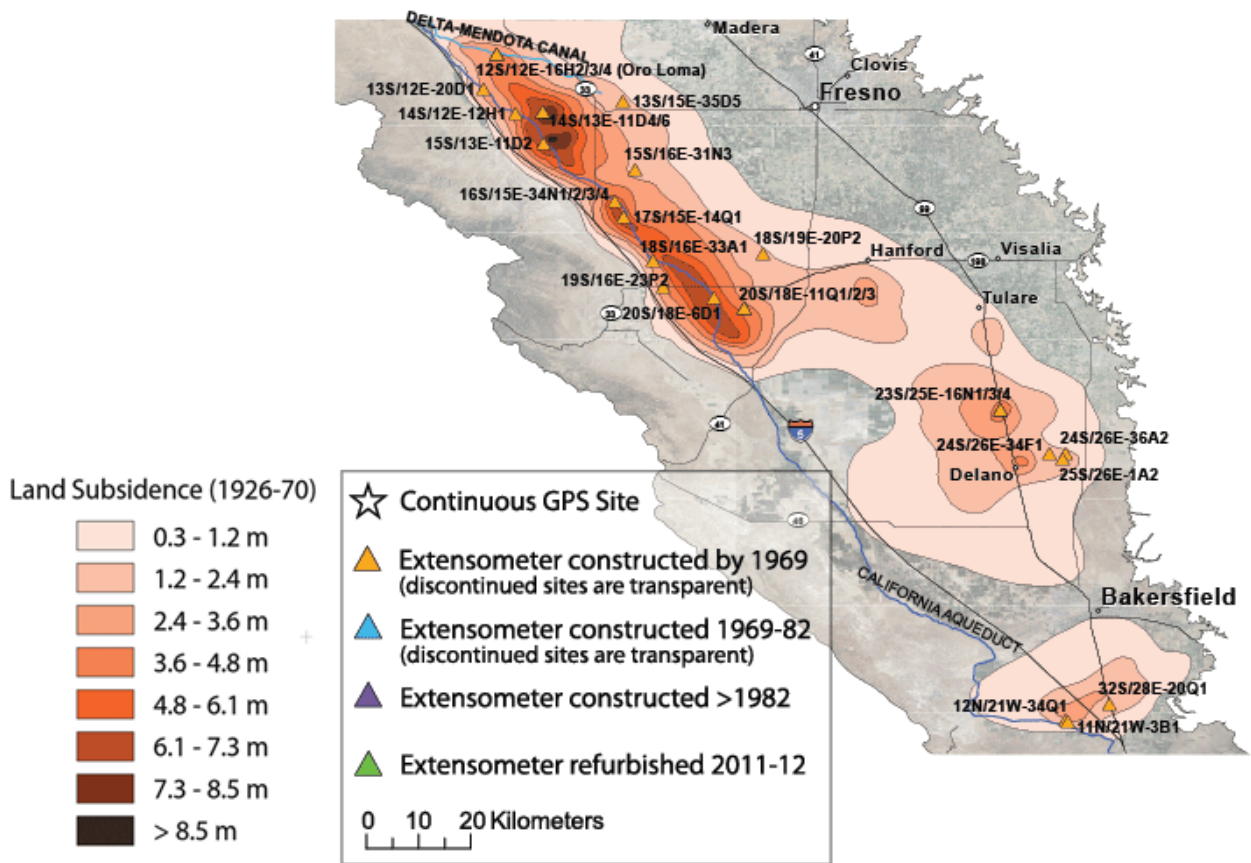 DELTA-MENDOTA CANAL
Madera
41
Clovis
12S/12E-16H2/3/4 (Oro Loma)
13S/12E-20D1
33
13S/15E-35D5
Fresno
14S/12E-12H1
14S/13E-11D4/6
15S/13E-11D2
15S/16E-31N3
16S/15E-34N1/2/3/4
17S/15E-14Q1
99
18S/16E-33A1
18S/19E-20P2
Hanford
198
Visalia
19S/16E-23P2
20S/18E-11Q1/2/3
33
20S/18E-6D1
Tulare
23S/25E-16N1/3/4
41
5
24S/26E-34F1
24S/26E-36A2
Delano
25S/26E-1A2
46
CALIFORNIA AQUEDUCT
Bakersfield
32S/28E-20Q1
12N/21W-34Q1
11N/21W-3B1
Land Subsidence (1926-70)
0.3 - 1.2 m
1.2 - 2.4 m
2.4 - 3.6 m
3.6 - 4.8 m
4.8 - 6.1 m
6.1 - 7.3 m
7.3 - 8.5 m
> 8.5 m
Continuous GPS Site
Extensometer constructed by 1969
(discontinued sites are transparent)
Extensometer constructed 1969-82
(discontinued sites are transparent)
Extensometer constructed >1982
Extensometer refurbished 2011-12
0 10 20 Kilometers